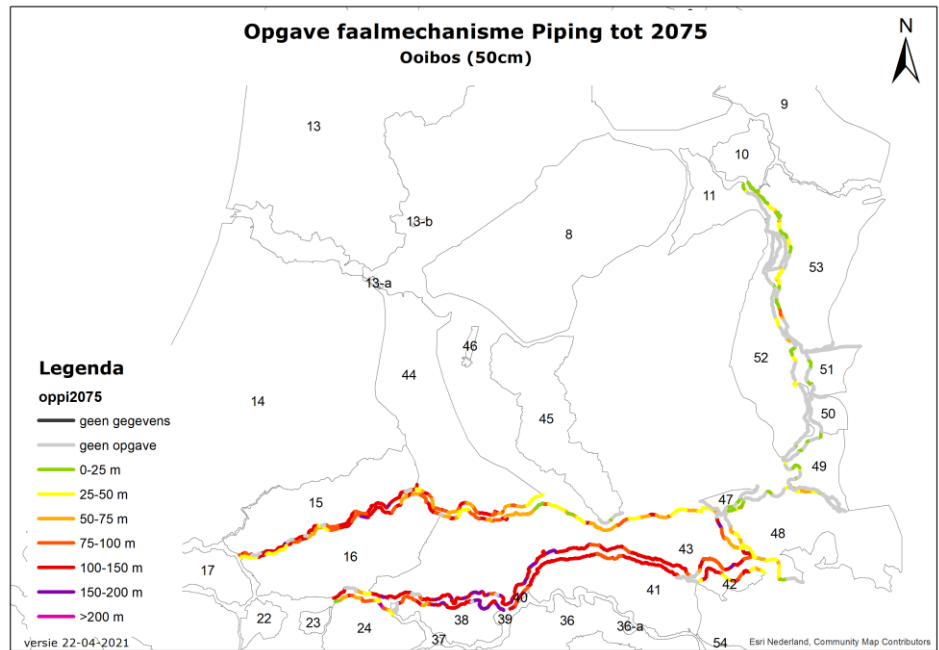 Opgave faalmechanisme Piping tot 2075
Ooibos (50cm)
N
9
13
10
11
13-b
8
53
13-a
46
52
44
51
14
45
50
49
15
47
48
43
16
17
42
41
40
22
23
24
38
39
36
36-a
37
54
Legenda
oppi2075
geen gegevens
geen opgave
0-25 m
25-50 m
50-75 m
75-100 m
100-150 m
150-200 m
>200 m
versie 22-04-2021
Esri Nederland, Community Map Contributors